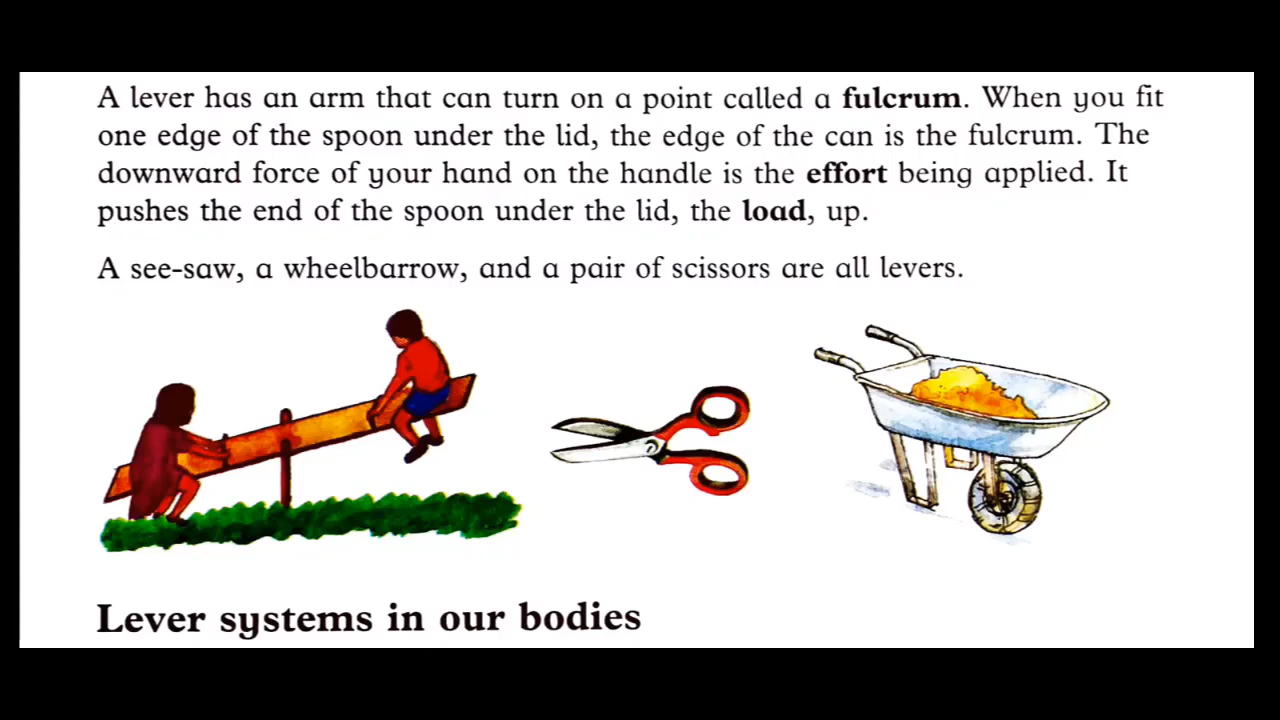 A lever has an arm that can turn on a point called a fulcrum. When you fit
one edge of the spoon under the lid, the edge of the can is the fulcrum. The
downward force of your hand on the handle is the effort being applied. It
pushes the end of the spoon under the lid, the load, up.
A see-saw, a wheelbarrow, and a pair of scissors are all levers.
Lever systems in our bodies